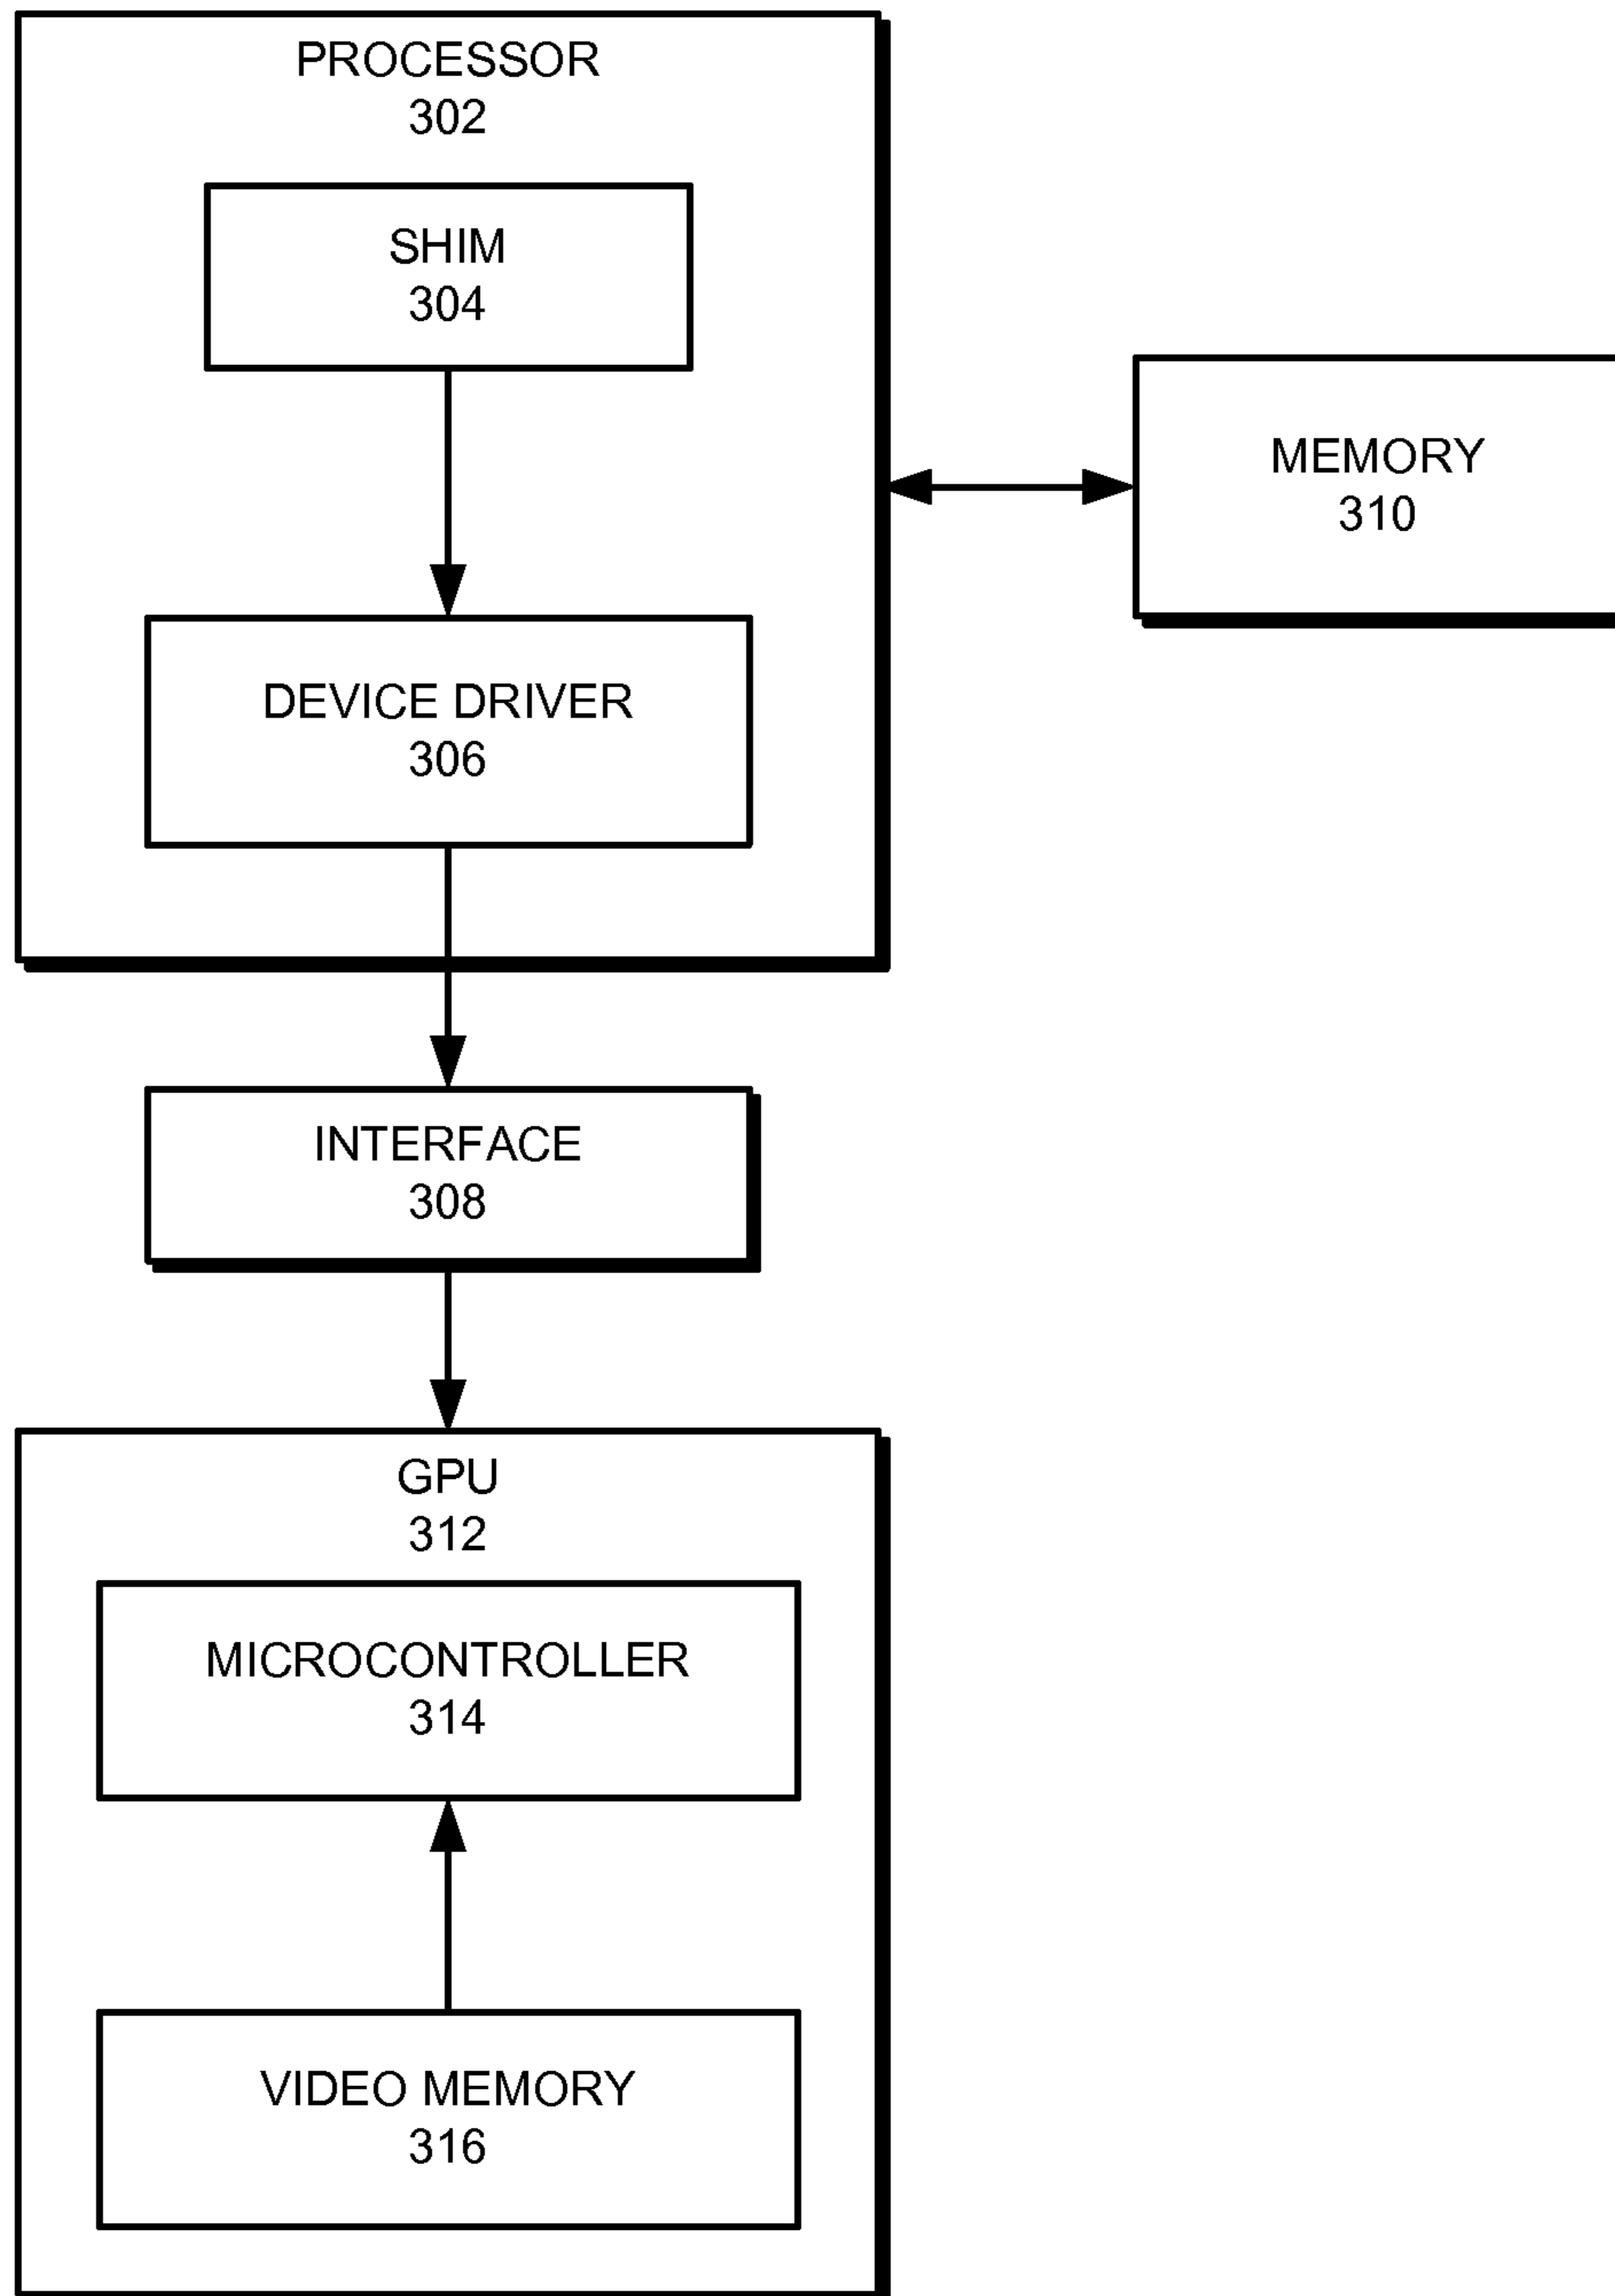 PROCESSOR
302
SHIM
304
MEMORY
310
DEVICE DRIVER
306
INTERFACE
308
GPU
312
MICROCONTROLLER
314
VIDEO MEMORY
316